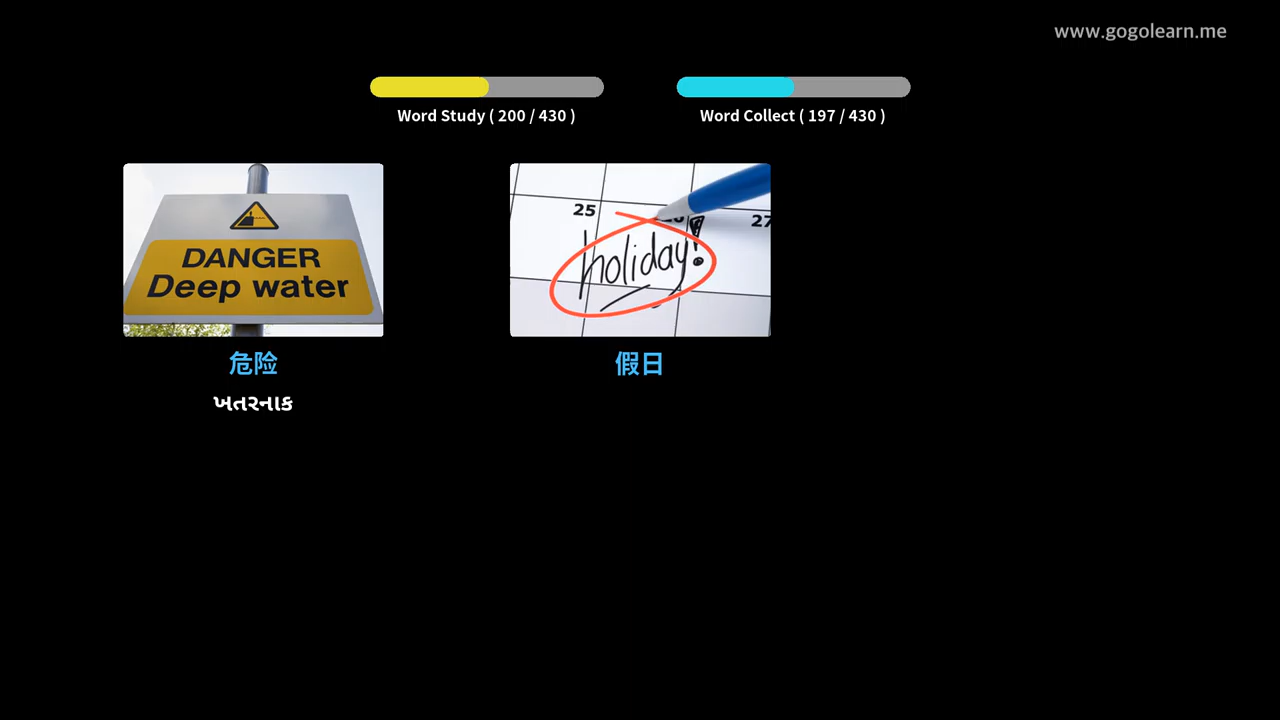 www.gogolearn.me
Word Study ( 200 / 430 )
Word Collect ( 197 / 430 )
DANGER
Deep water
25
27
holiday!
危险
假日
ખતરનાક